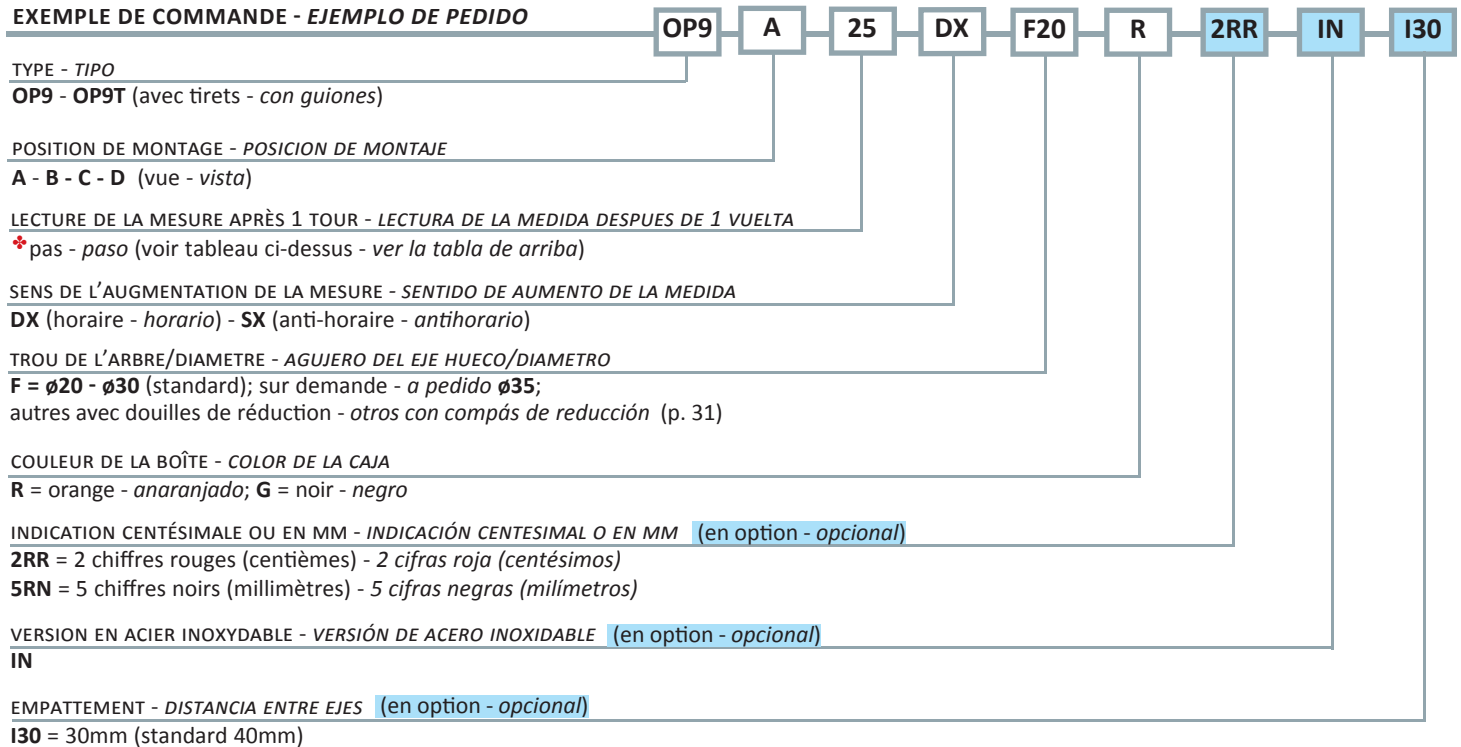 EXEMPLE DE COMMANDE - EJEMPLO DE PEDIDO
OP9 A 25 DX F20 R 2RR IN I30
TYPE - TIPO
OP9 - OP9T (avec tirets - con guiones)
POSITION DE MONTAGE - POSICION DE MONTAJE
A - B - C - D (vue - vista)
LECTURE DE LA MESURE APRÈS 1 TOUR - LECTURA DE LA MEDIDA DESPUES DE 1 VUELTA
✤pas - paso (voir tableau ci-dessus - ver la tabla de arriba)
SENS DE L'AUGMENTATION DE LA MESURE - SENTIDO DE AUMENTO DE LA MEDIDA
DX (horaire - horario) - SX (anti-horaire - antihorario)
TROU DE L'ARBRE/DIAMETRE - AGUJERO DEL EJE HUECO/DIAMETRO
F = ø20 - ø30 (standard); sur demande - a pedido ø35;
autres avec douilles de réduction - otros con compás de reducción (p. 31)
COULEUR DE LA BOÎTE - COLOR DE LA CAJA
R = orange - anaranjado; G = noir - negro
INDICATION CENTÉSIMALE OU EN MM - INDICACIÓN CENTESIMAL O EN MM (en option - opcional)
2RR = 2 chiffres rouges (centièmes) - 2 cifras roja (centésimos)
5RN = 5 chiffres noirs (millimètres) - 5 cifras negras (milímetros)
VERSION EN ACIER INOXYDABLE - VERSIÓN DE ACERO INOXIDABLE (en option - opcional)
IN
EMPATTEMENT - DISTANCIA ENTRE EJES (en option - opcional)
I30 = 30mm (standard 40mm)